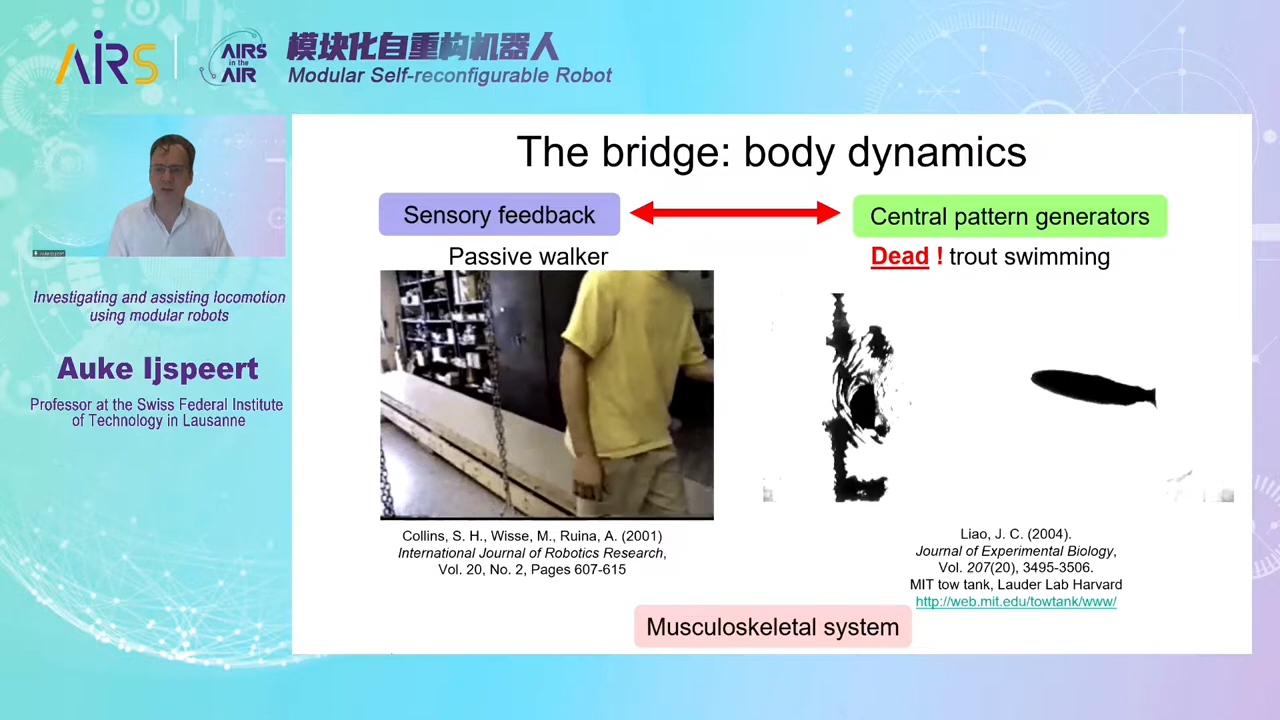 AIRS
AIRS
in the
AIR
模块化自重构机器人
Modular Self-reconfigurable Robot
Investigating and assisting locomotion
using modular robots
Auke Ijspeert
Professor at the Swiss Federal Institute
of Technology in Lausanne
The bridge: body dynamics
Sensory feedback
Central pattern generators
Passive walker
Dead ! trout swimming
Collins, S. H., Wisse, M., Ruina, A. (2001)
International Journal of Robotics Research,
Vol. 20, No. 2, Pages 607-615
Liao, J. C. (2004).
Journal of Experimental Biology,
Vol. 207(20), 3495-3506.
MIT tow tank, Lauder Lab Harvard
http://web.mit.edu/towtank/www/
Musculoskeletal system